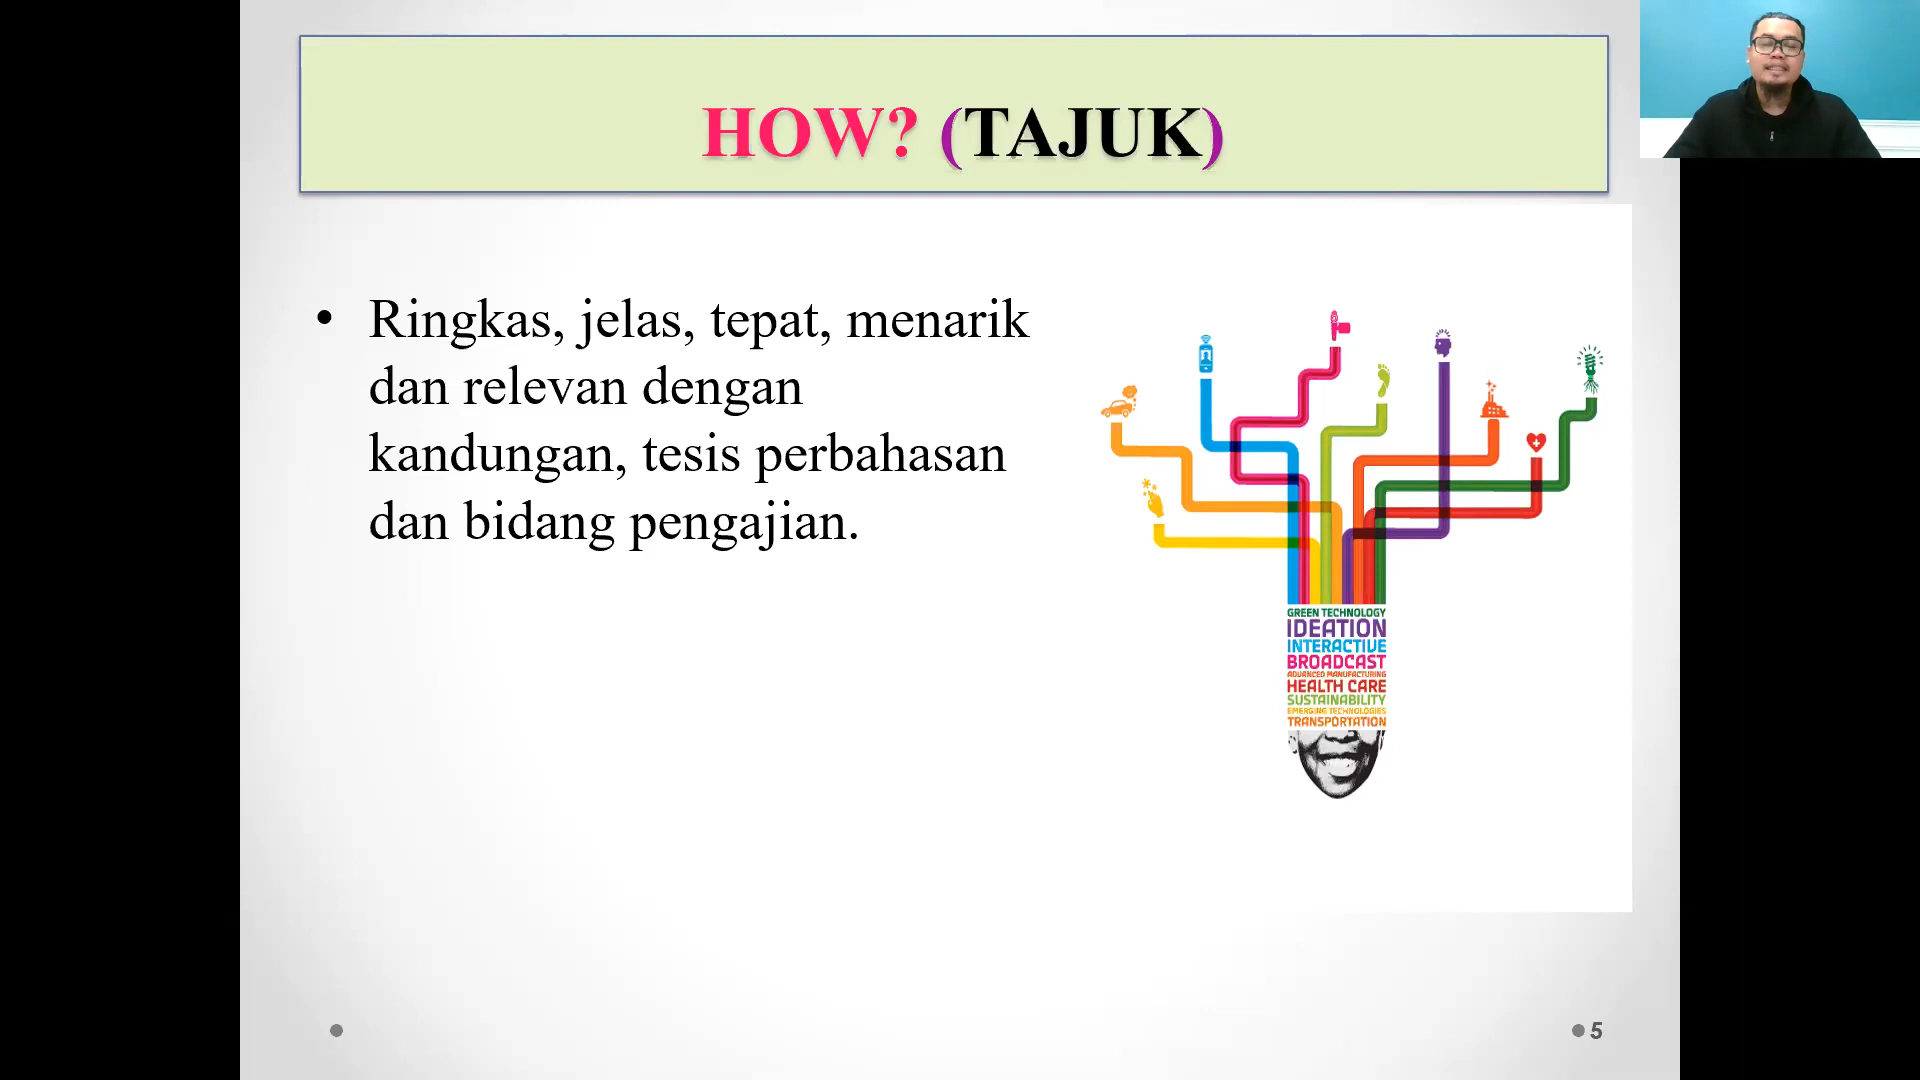 HOW? (TAJUK)
• Ringkas, jelas, tepat, menarik
dan relevan dengan
kandungan, tesis perbahasan
dan bidang pengajian.
GREEN TECHNOLOGY
IDEATION
INTERACTIVE
BROADCAST
ADVANCED MANUFACTURING
HEALTH CARE
SUSTAINABILITY
EMERGING TECHNOLOGIES
TRANSPORTATION
5